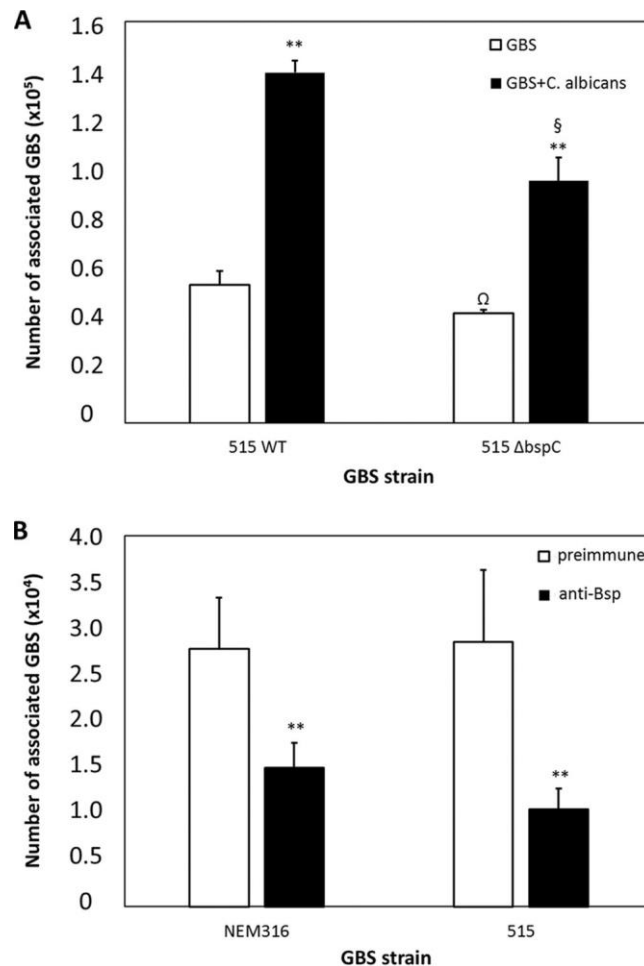 A
Number of associated GBS (x10⁵)
1.6
1.4
1.2
1.0
0.8
0.6
0.4
0.2
0
GBS
GBS+C. albicans
**
Ω
§
**
515 WT
515 ΔbspC
GBS strain
B
Number of associated GBS (x10⁴)
4.0
3.5
3.0
2.5
2.0
1.5
1.0
0.5
0
preimmune
anti-Bsp
**
**
NEM316
515
GBS strain